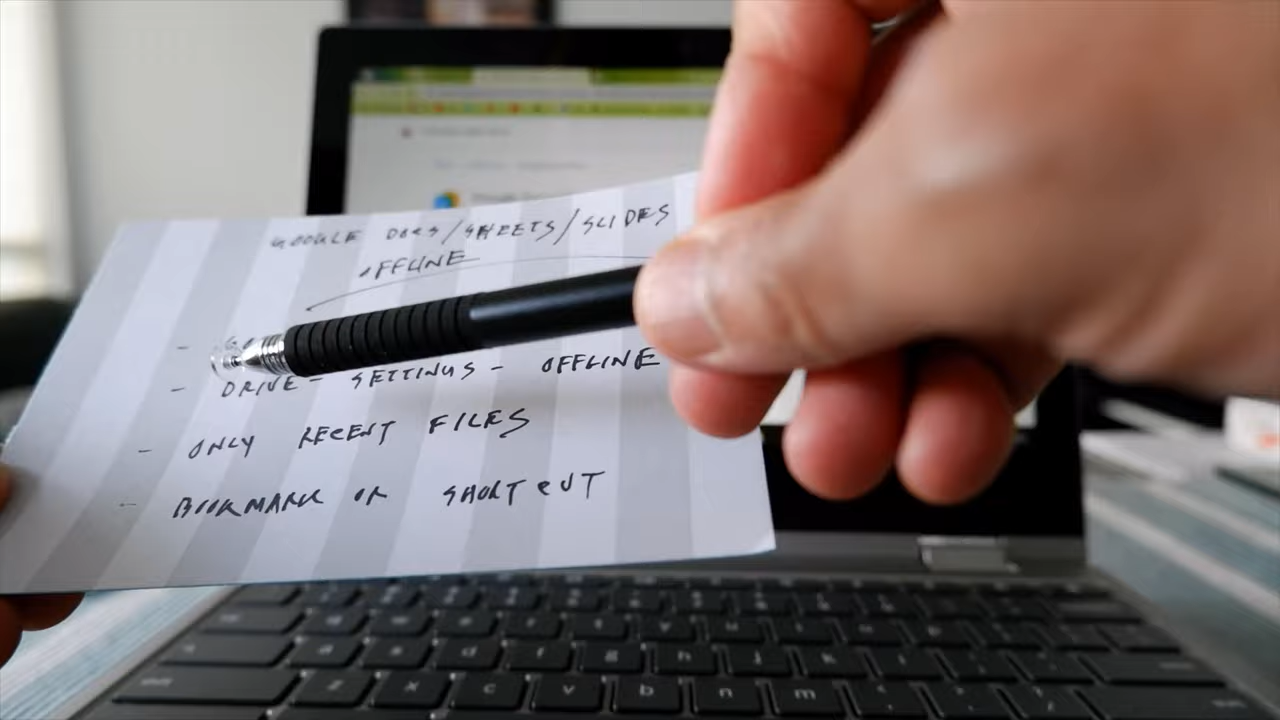 GOOGLE DOCS/SHEETS/SLIDES
OFFLINE
-
- DRIVE - SETTINGS - OFFLINE
- ONLY RECENT FILES
- BOOKMARK OR SHORTCUT
a s d f g h j k l
z x c v b n m